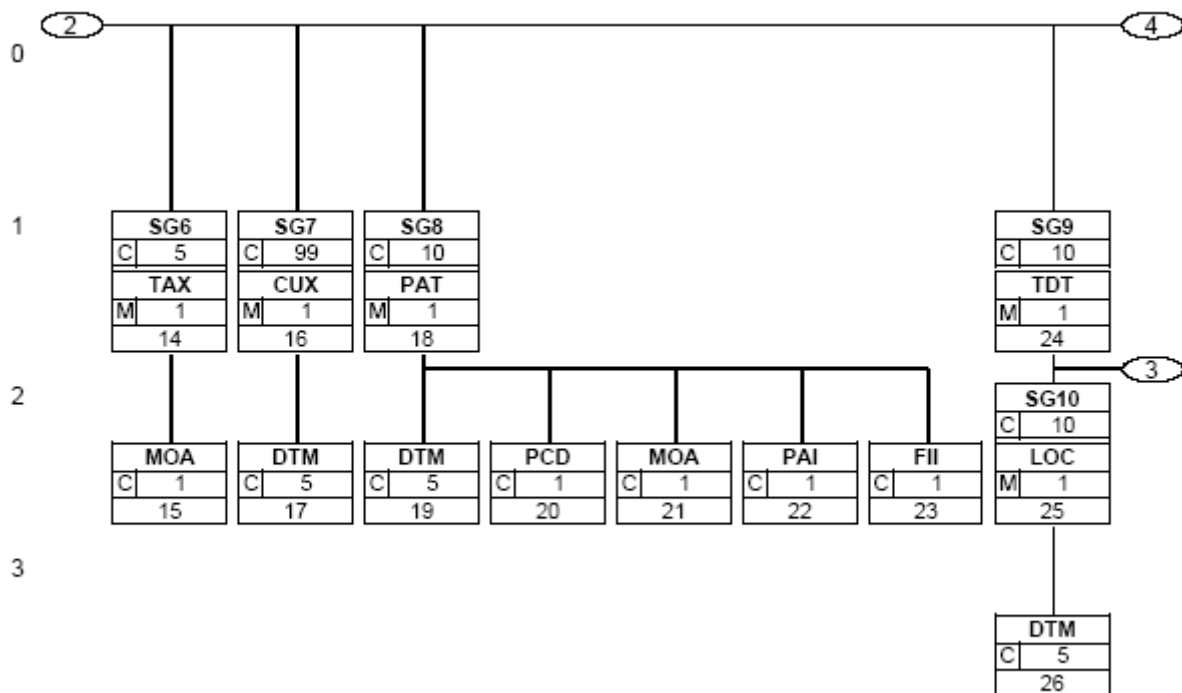 2 4
0
1
SG6 SG7 SG8 SG9
C 5 C 99 C 10 C 10
TAX CUX PAT TDT
M 1 M 1 M 1 M 1
14 16 18 24
3
2
SG10
C 10
MOA DTM DTM PCD MOA PAI FII LOC
C 1 C 5 C 5 C 1 C 1 C 1 C 1 M 1
15 17 19 20 21 22 23 25
3
DTM
C 5
26